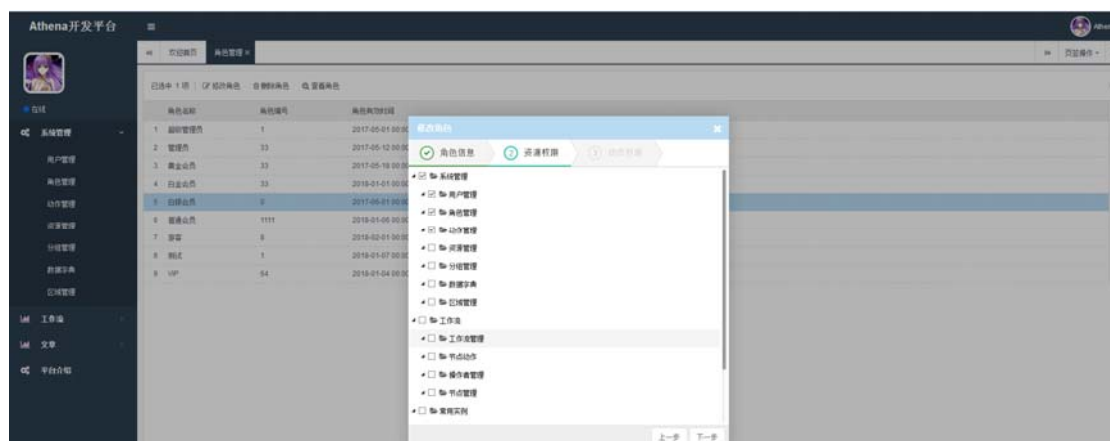 Athena开发平台
Athen
欢迎首页 角色管理
页签操作
已选中 1 项 修改角色 删除角色 查看角色
在线
角色名称 角色编号 角色有效时间
系统管理
用户管理
角色管理
动作管理
资源管理
分组管理
数据字典
区域管理
工作流
文章
平台介绍
1 超级管理员 1 2017-05-01 00:00
2 管理员 33 2017-05-12 00:00
3 黄金会员 33 2017-05-18 00:00
4 白金会员 33 2018-01-01 00:00
5 白银会员 2017-05-01 00:00
6 普通会员 1111 2018-01-06 00:00
7 游客 2018-02-01 00:00
8 测试 1 2018-01-07 00:00
9 VIP 64 2018-01-04 00:00
修改角色
角色信息 2 资源权限 3
系统管理
用户管理
角色管理
动作管理
资源管理
分组管理
数据字典
区域管理
工作流
工作流管理
节点动作
操作者管理
节点管理
常用实例
上一步 下一步